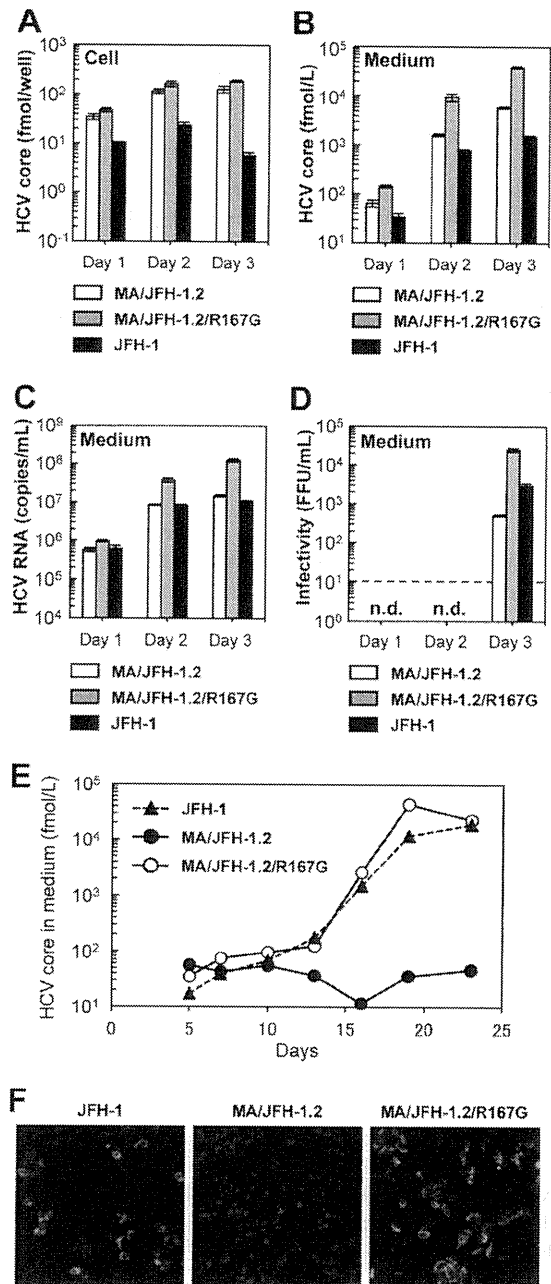 A
B
Cell
Medium
HCV core (fmol/well)
10³
10²
10¹
10⁰
10⁻¹
Day 1 Day 2 Day 3
HCV core (fmol/L)
10⁵
10⁴
10³
10²
10¹
Day 1 Day 2 Day 3
MA/JFH-1.2
MA/JFH-1.2/R167G
JFH-1
MA/JFH-1.2
MA/JFH-1.2/R167G
JFH-1
C
D
Medium
Medium
HCV RNA (copies/mL)
10⁹
10⁸
10⁷
10⁶
10⁵
10⁴
Day 1 Day 2 Day 3
Infectivity (FFU/mL)
10⁵
10⁴
10³
10²
10¹
10⁰
n.d. n.d.
Day 1 Day 2 Day 3
MA/JFH-1.2
MA/JFH-1.2/R167G
JFH-1
MA/JFH-1.2
MA/JFH-1.2/R167G
JFH-1
E
HCV core in medium (fmol/L)
10⁵
10⁴
10³
10²
10¹
JFH-1
MA/JFH-1.2
MA/JFH-1.2/R167G
0 5 10 15 20 25
Days
F
JFH-1 MA/JFH-1.2 MA/JFH-1.2/R167G